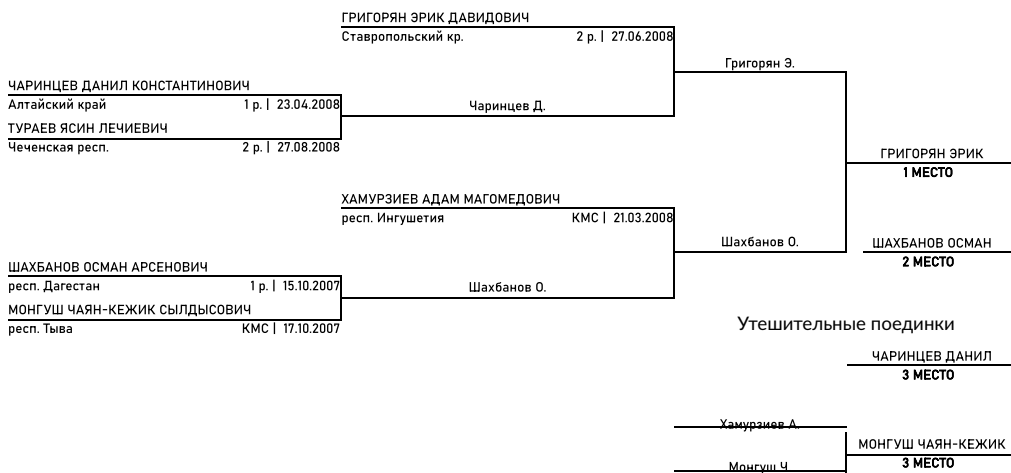 ГРИГОРЯН ЭРИК ДАВИДОВИЧ
Ставропольский кр. 2 р. | 27.06.2008
Григорян Э.
ЧАРИНЦЕВ ДАНИЛ КОНСТАНТИНОВИЧ
Алтайский край 1 р. | 23.04.2008
Чаринцев Д.
ТУРАЕВ ЯСИН ЛЕЧИЕВИЧ
Чеченская респ. 2 р. | 27.08.2008
ГРИГОРЯН ЭРИК
1 МЕСТО
ХАМУРЗИЕВ АДАМ МАГОМЕДОВИЧ
респ. Ингушетия КМС | 21.03.2008
Шахбанов О.
ШАХБАНОВ ОСМАН
2 МЕСТО
ШАХБАНОВ ОСМАН АРСЕНОВИЧ
респ. Дагестан 1 р. | 15.10.2007
Шахбанов О.
МОНГУШ ЧАЯН-КЕЖИК СЫЛДЫСОВИЧ
респ. Тыва КМС | 17.10.2007
Утешительные поединки
ЧАРИНЦЕВ ДАНИЛ
3 МЕСТО
Хамурзиев А.
МОНГУШ ЧАЯН-КЕЖИК
3 МЕСТО
Монгуш Ч